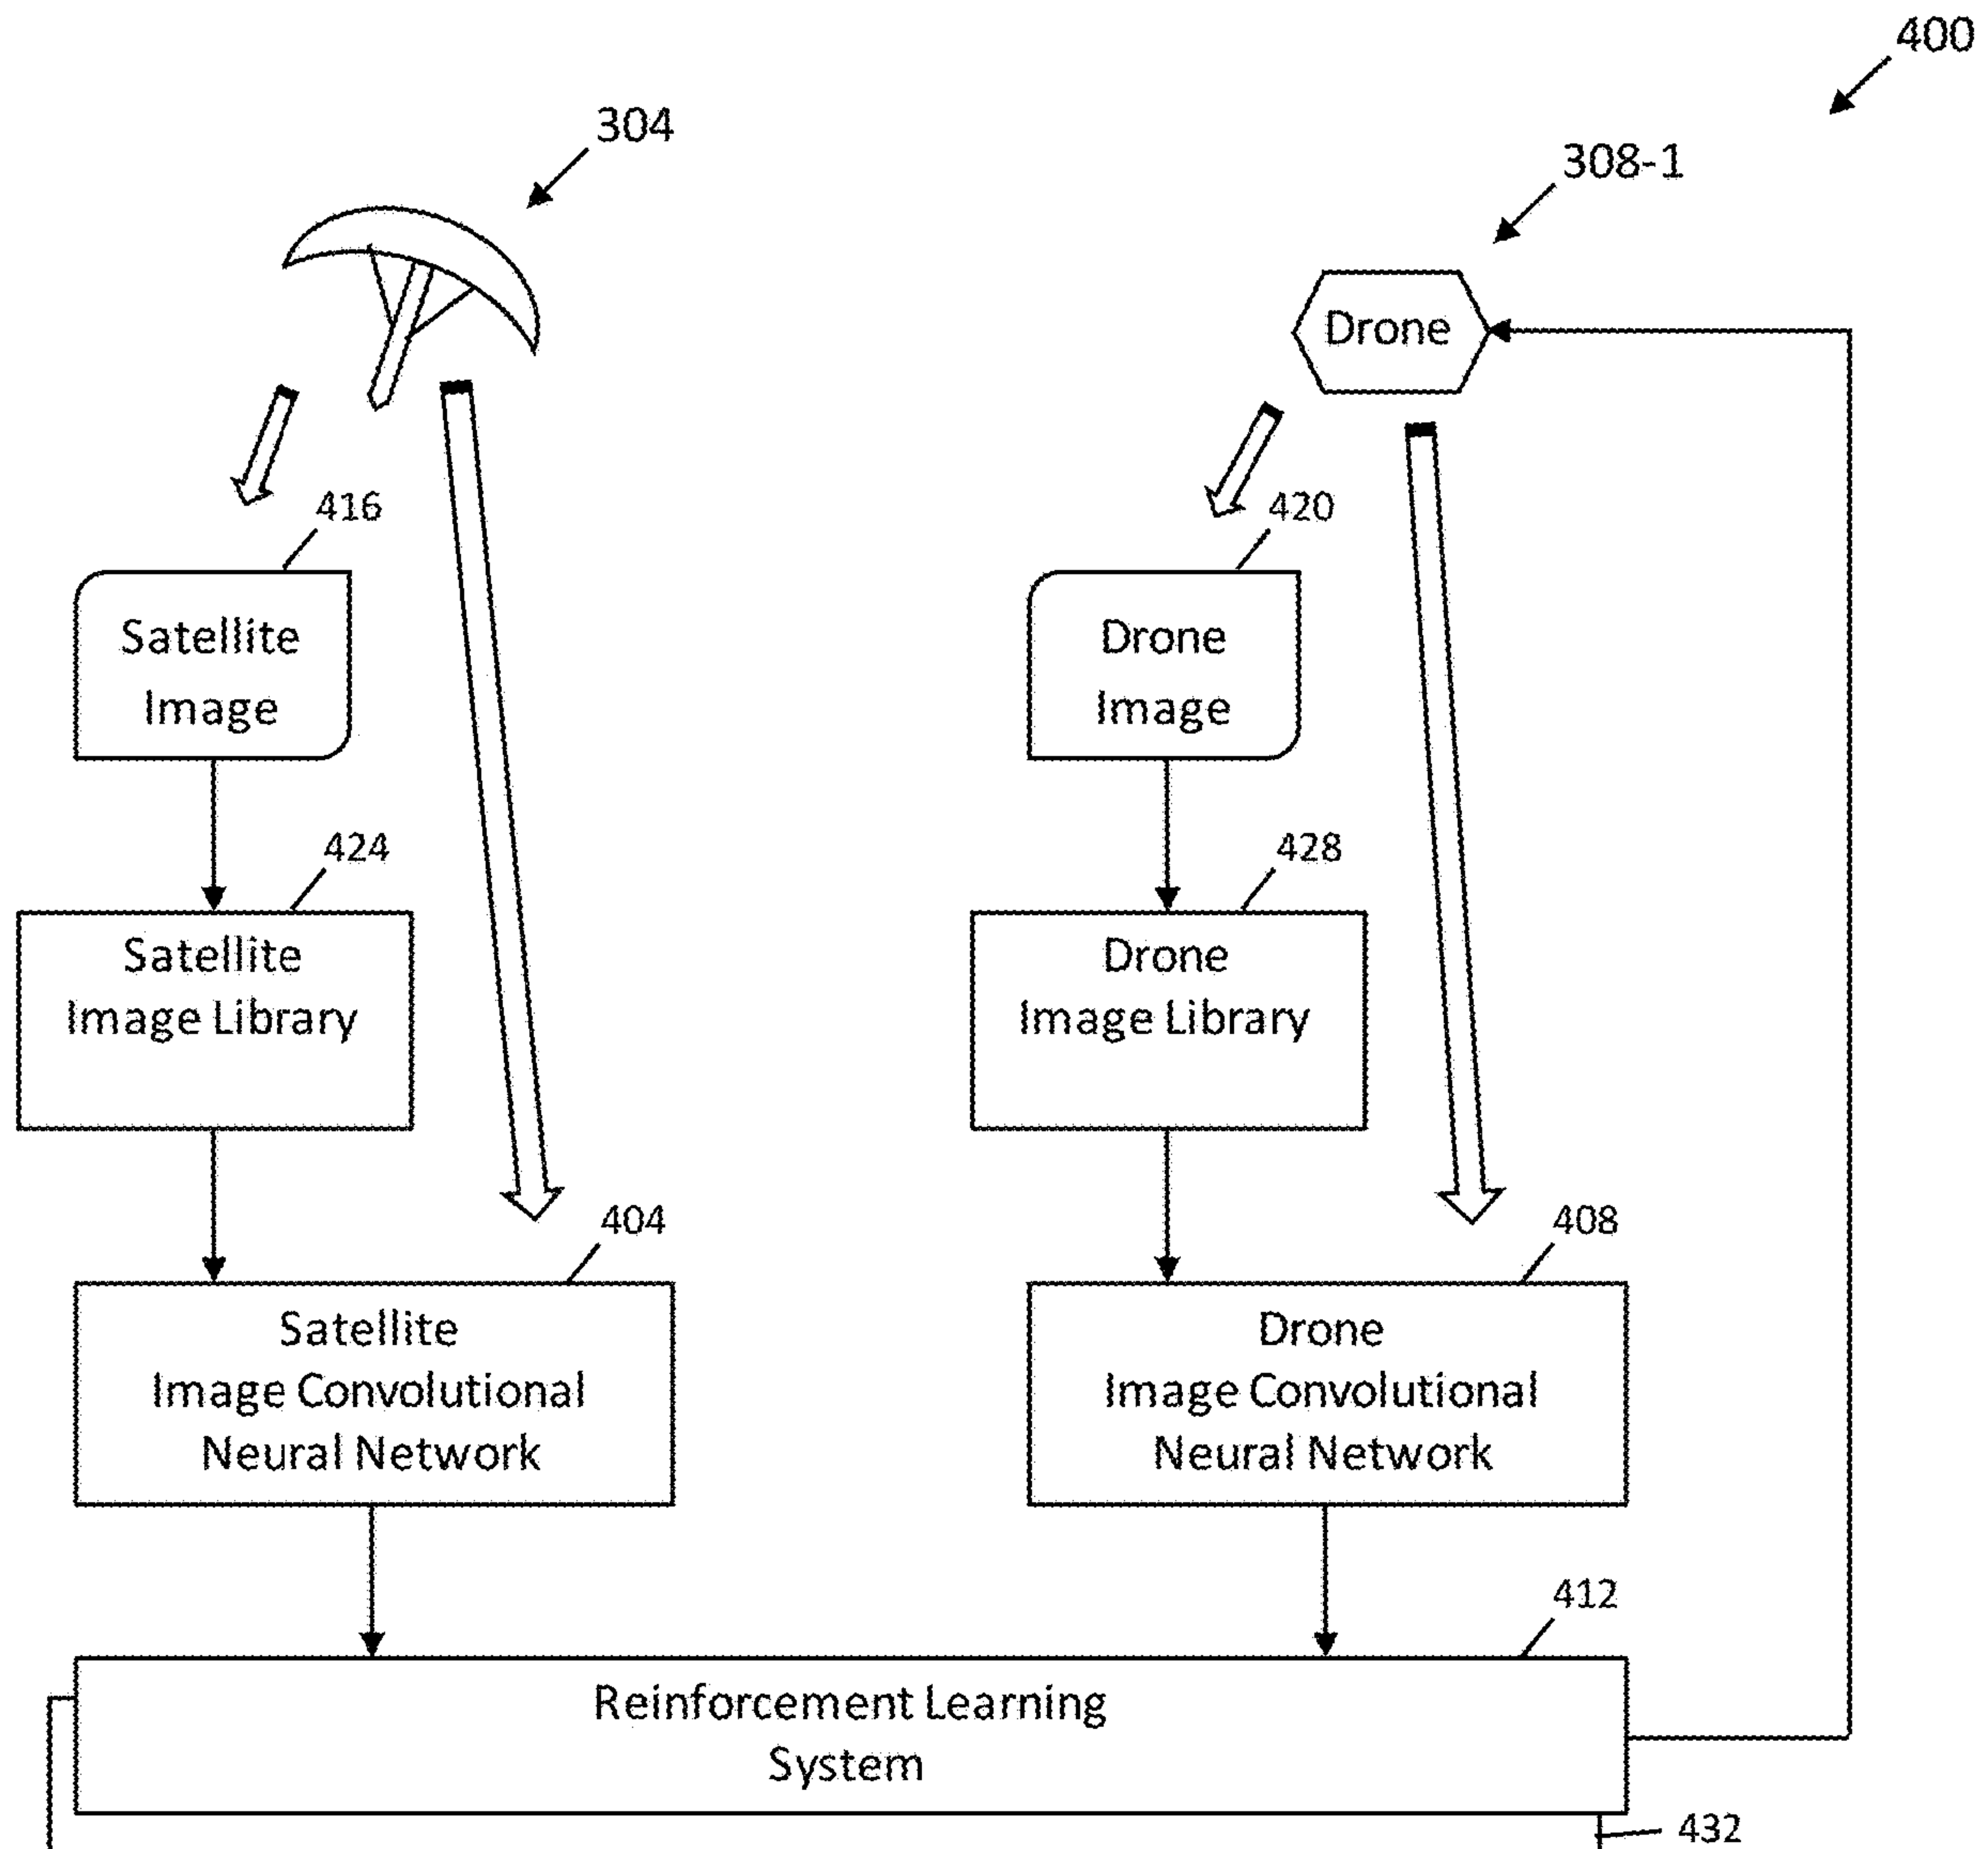 400
304
308-1
Drone
416
420
Satellite
Image
Drone
Image
424
428
Satellite
Image Library
Drone
Image Library
404
408
Satellite
Image Convolutional
Neural Network
Drone
Image Convolutional
Neural Network
412
Reinforcement Learning
System
432